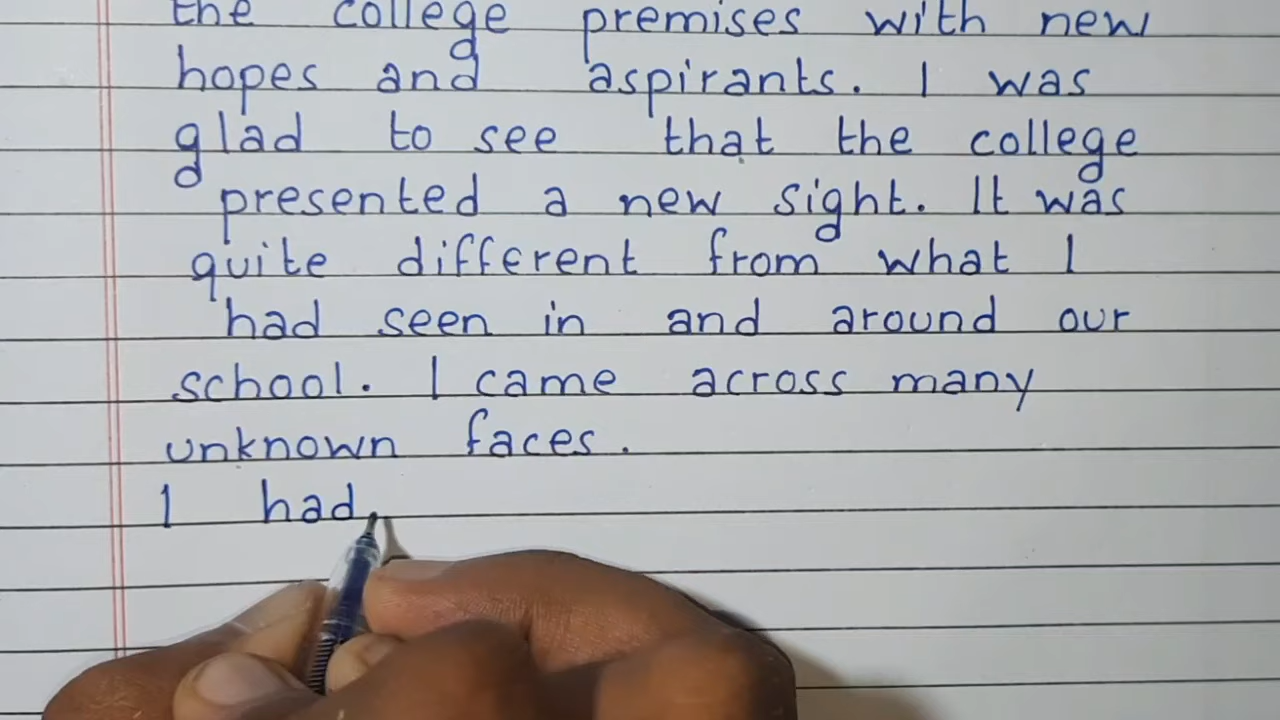 the college premises with new
hopes and aspirants. I was
glad to see that the college
presented a new sight. It was
quite different from what I
had seen in and around our
school. I came across many
unknown faces.
I had